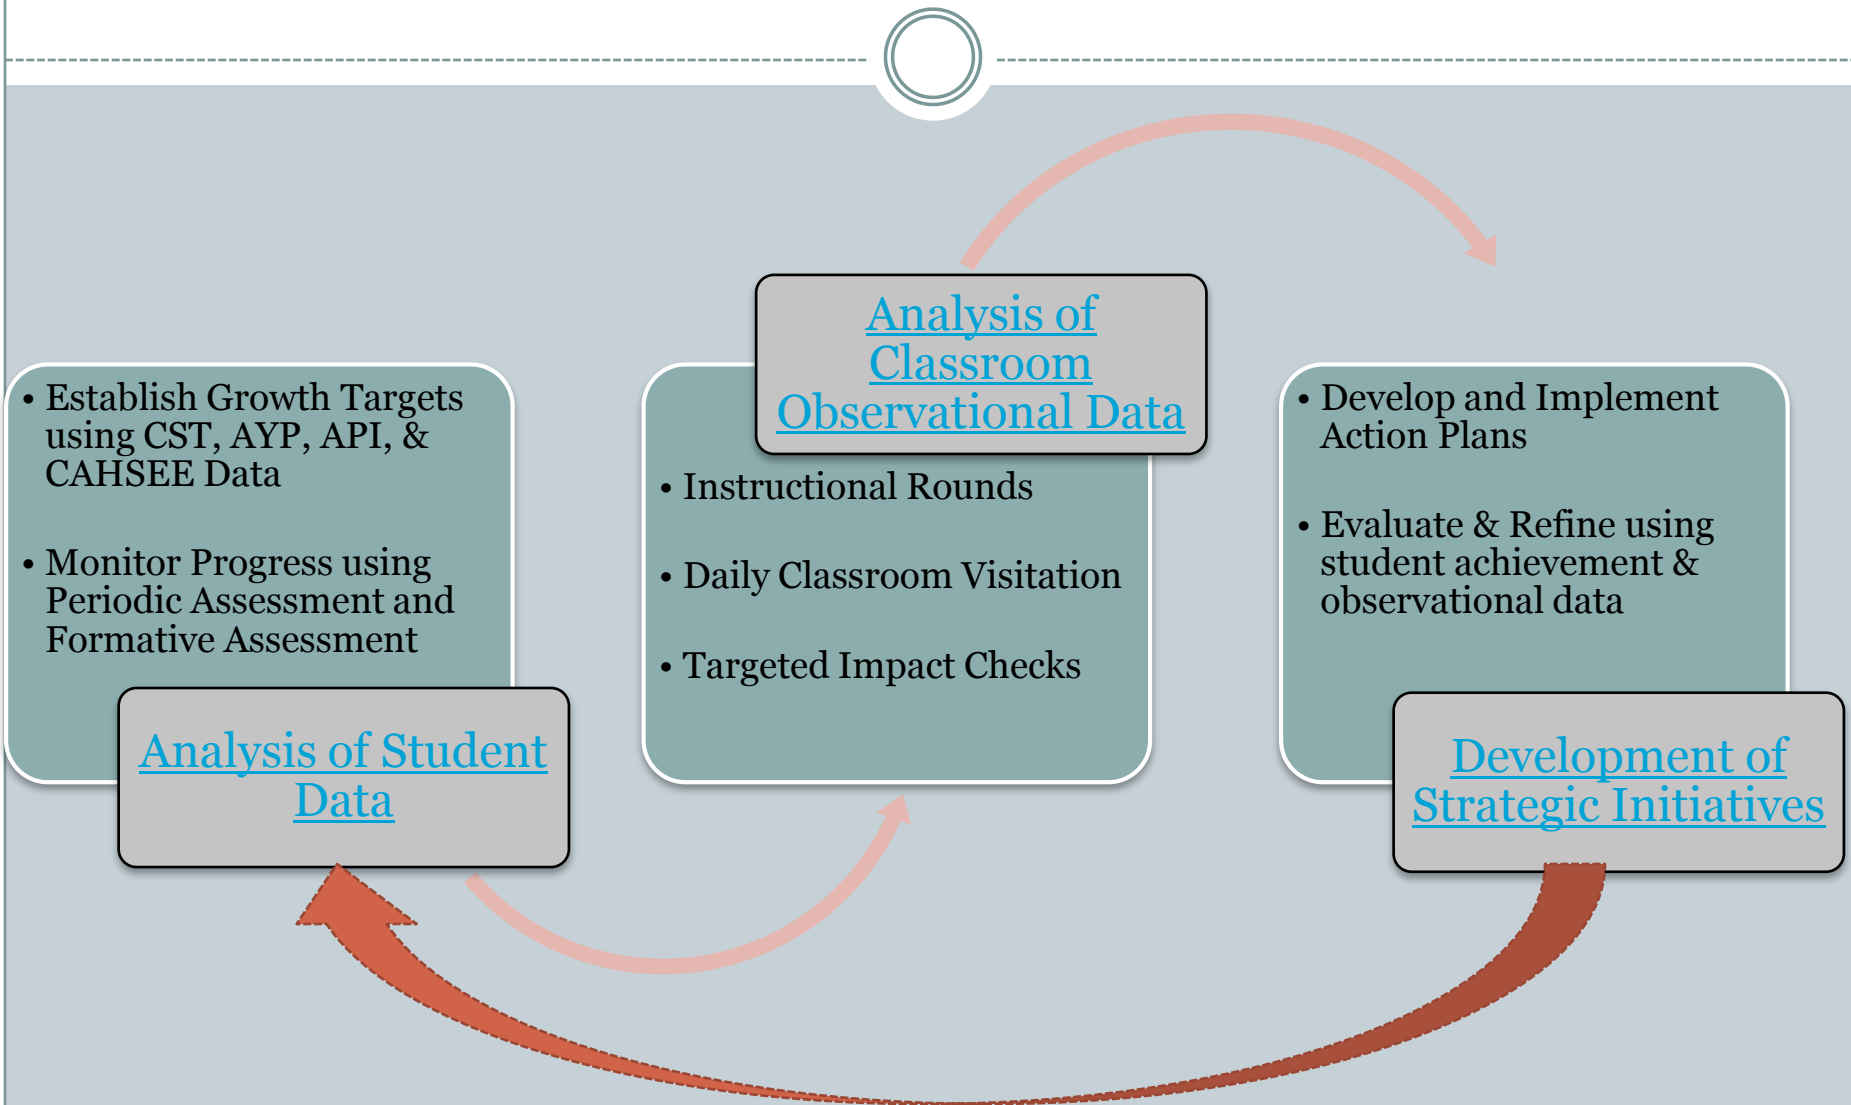 • Establish Growth Targets
using CST, AYP, API, &
CAHSEE Data
• Monitor Progress using
Periodic Assessment and
Formative Assessment
Analysis of Student
Data
Analysis of
Classroom
Observational Data
• Instructional Rounds
• Daily Classroom Visitation
• Targeted Impact Checks
• Develop and Implement
Action Plans
• Evaluate & Refine using
student achievement &
observational data
Development of
Strategic Initiatives